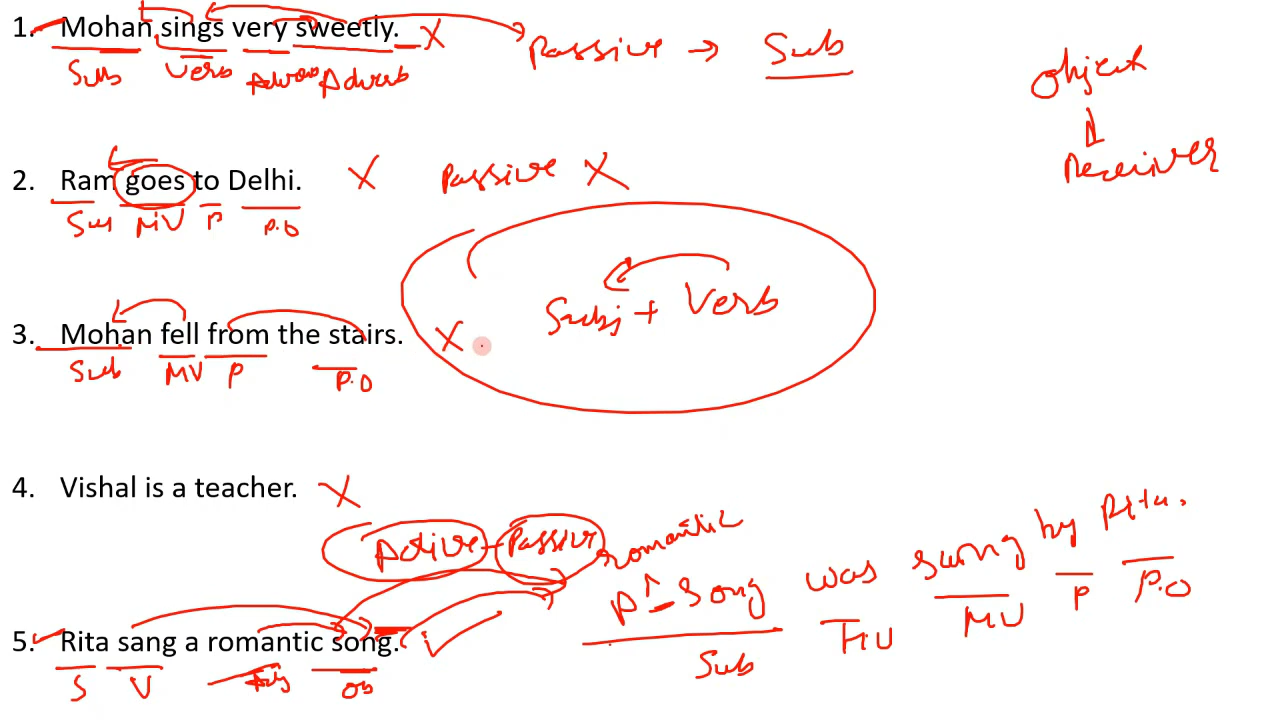 1. Mohan sings very sweetly. X Passive → Sub
Sub Verb Adverb Adverb
Object
Receiver
2. Ram goes to Delhi. X Passive X
Sub MV P P.O
Subj + Verb
3. Mohan fell from the stairs. X
Sub MV P P.O
4. Vishal is a teacher. X
Active - Passive
romantic
A song was sung by Rita.
Sub HV MV P P.O
5. Rita sang a romantic song.
S V Adj Ob